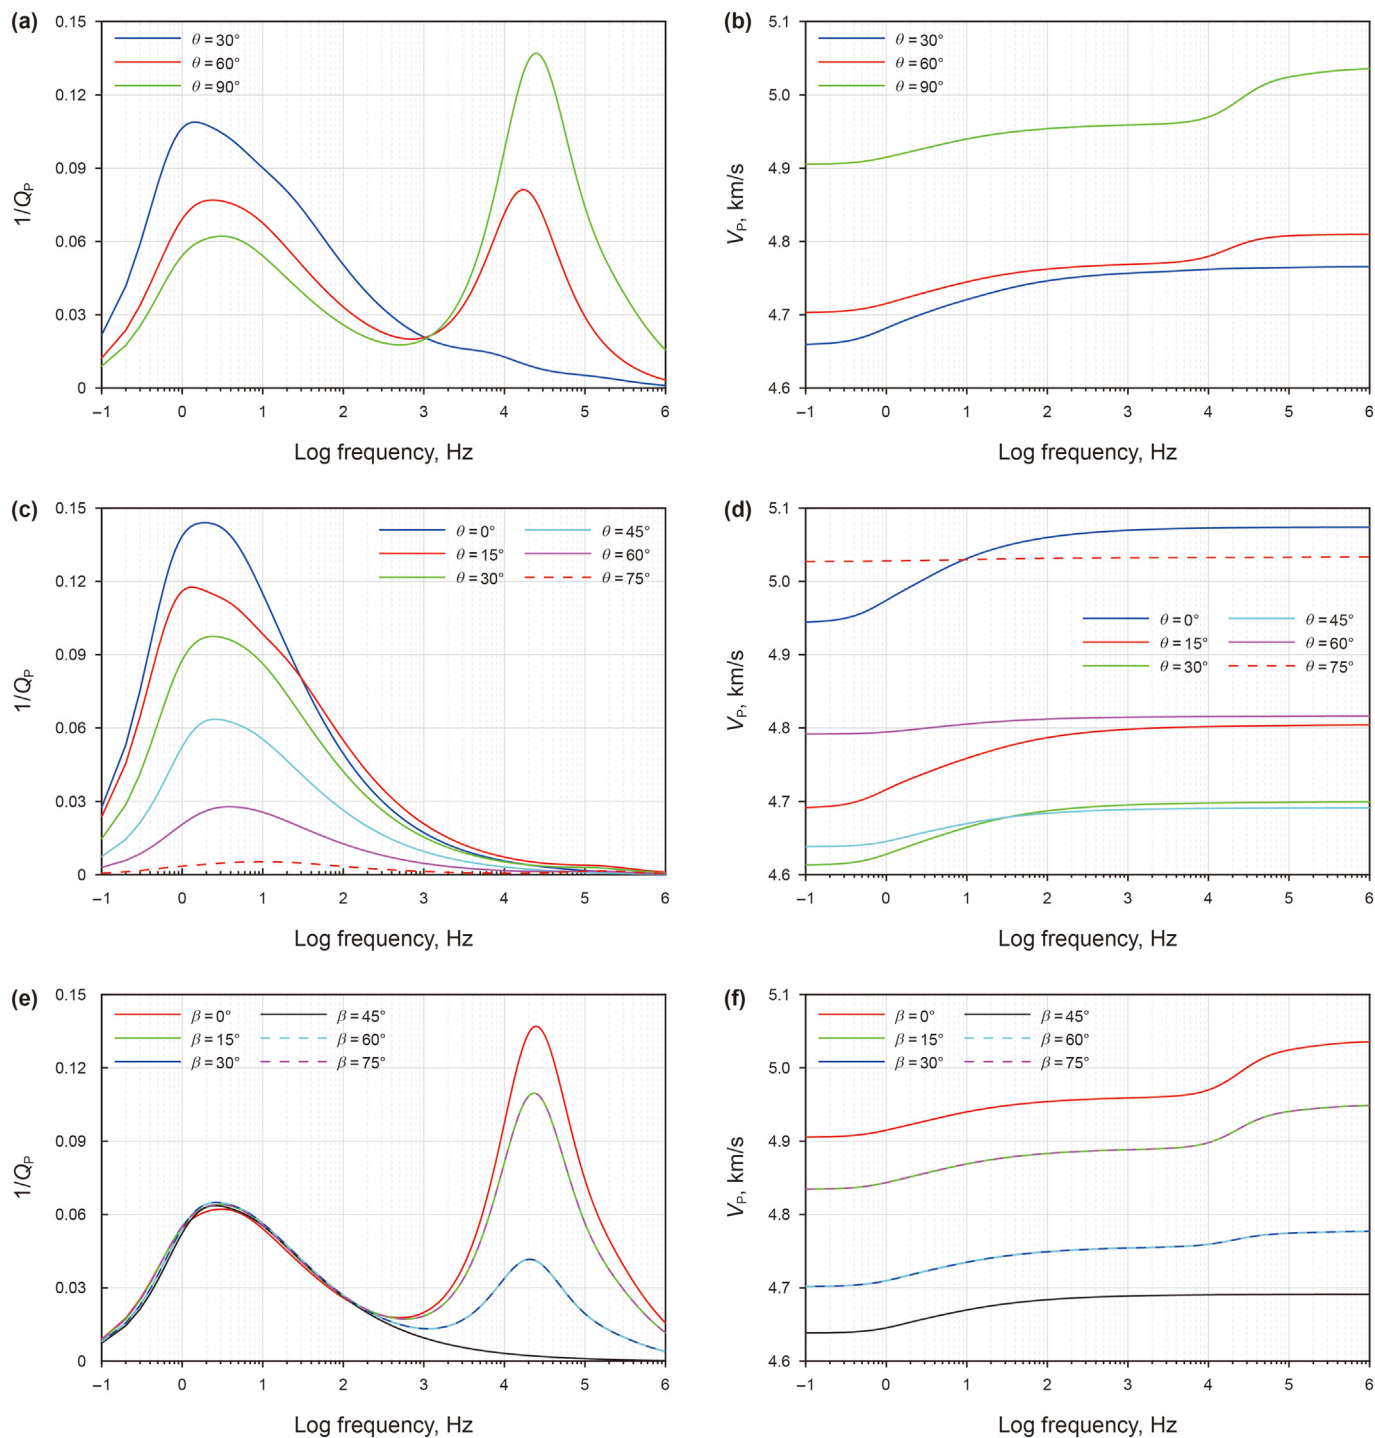 (a)
0.15
0.12
0.09
0.06
0.03
0
1/Q_P
θ = 30°
θ = 60°
θ = 90°
–1 0 1 2 3 4 5 6
Log frequency, Hz
(b)
5.1
5.0
4.9
4.8
4.7
4.6
V_P, km/s
θ = 30°
θ = 60°
θ = 90°
–1 0 1 2 3 4 5 6
Log frequency, Hz
(c)
0.15
0.12
0.09
0.06
0.03
0
1/Q_P
θ = 0° θ = 45°
θ = 15° θ = 60°
θ = 30° θ = 75°
–1 0 1 2 3 4 5 6
Log frequency, Hz
(d)
5.1
5.0
4.9
4.8
4.7
4.6
V_P, km/s
θ = 0° θ = 45°
θ = 15° θ = 60°
θ = 30° θ = 75°
–1 0 1 2 3 4 5 6
Log frequency, Hz
(e)
0.15
0.12
0.09
0.06
0.03
0
1/Q_P
β = 0° β = 45°
β = 15° β = 60°
β = 30° β = 75°
–1 0 1 2 3 4 5 6
Log frequency, Hz
(f)
5.1
5.0
4.9
4.8
4.7
4.6
V_P, km/s
β = 0° β = 45°
β = 15° β = 60°
β = 30° β = 75°
–1 0 1 2 3 4 5 6
Log frequency, Hz